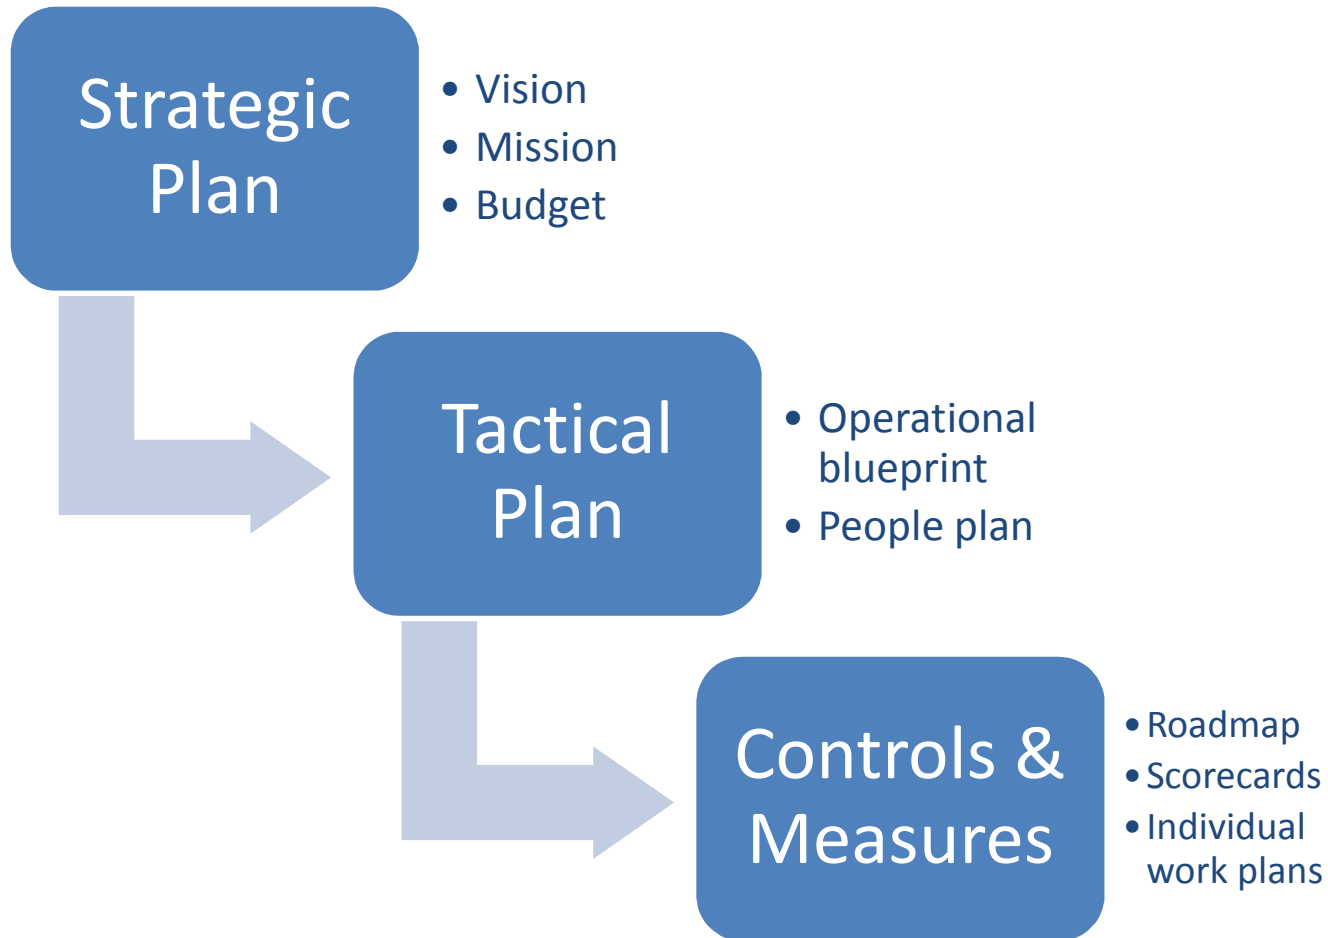 Strategic
Plan
• Vision
• Mission
• Budget
Tactical
Plan
• Operational
blueprint
• People plan
Controls &
Measures
• Roadmap
• Scorecards
• Individual
work plans